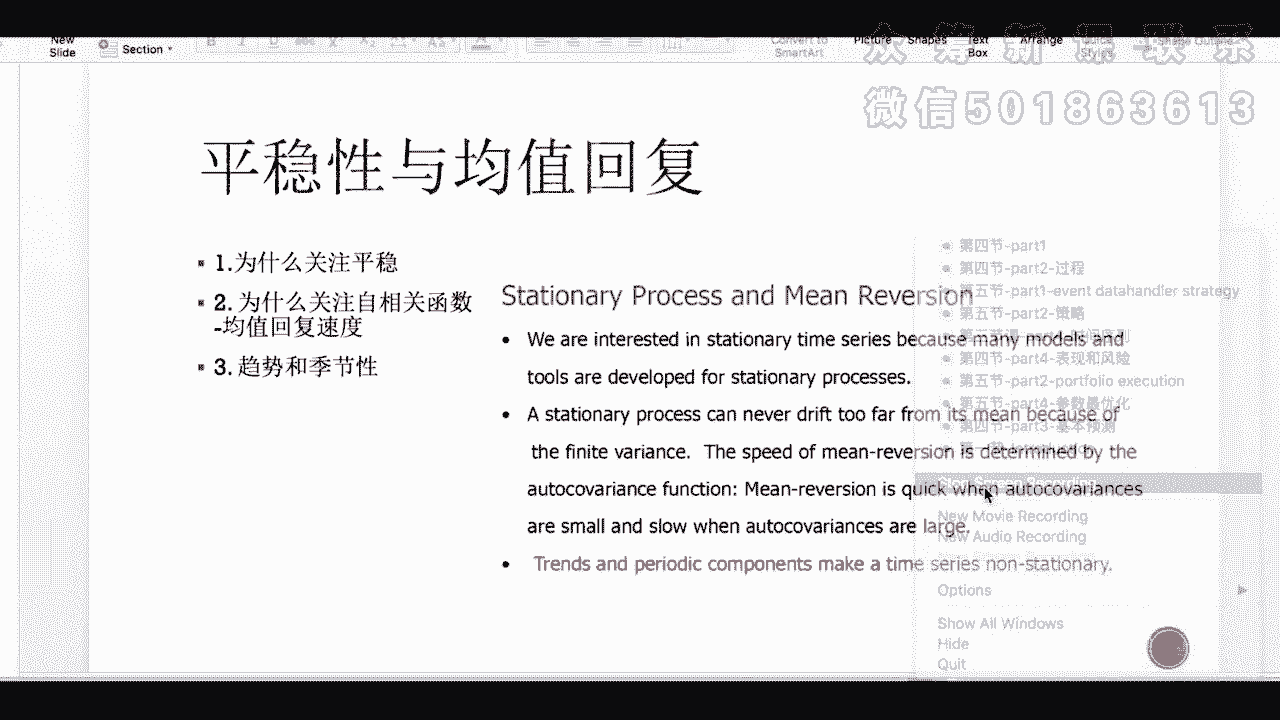 New
Slide
Section
Convert to
SmartArt
Picture
Shapes
Text
Box
Arrange
Quick
Styles
Shape Outline
众筹新课联系
微信501863613
平稳性与均值回复
1.为什么关注平稳
2. 为什么关注自相关函数
-均值回复速度
3. 趋势和季节性
Stationary Process and Mean Reversion
We are interested in stationary time series because many models and
tools are developed for stationary processes.
A stationary process can never drift too far from its mean because of
the finite variance. The speed of mean-reversion is determined by the
autocovariance function: Mean-reversion is quick when autocovariances
are small and slow when autocovariances are large.
Trends and periodic components make a time series non-stationary.
第四节-part1
第四节-part2-过程
第五节-part1-event datahandler strategy
第五节-part2-策略
第四节-part4-表现和风险
第五节-part2-portfolio execution
第五节-part4-参数最优化
第四节-part3-基本预测
Stop Screen Recording
New Movie Recording
New Audio Recording
Options
Show All Windows
Hide
Quit